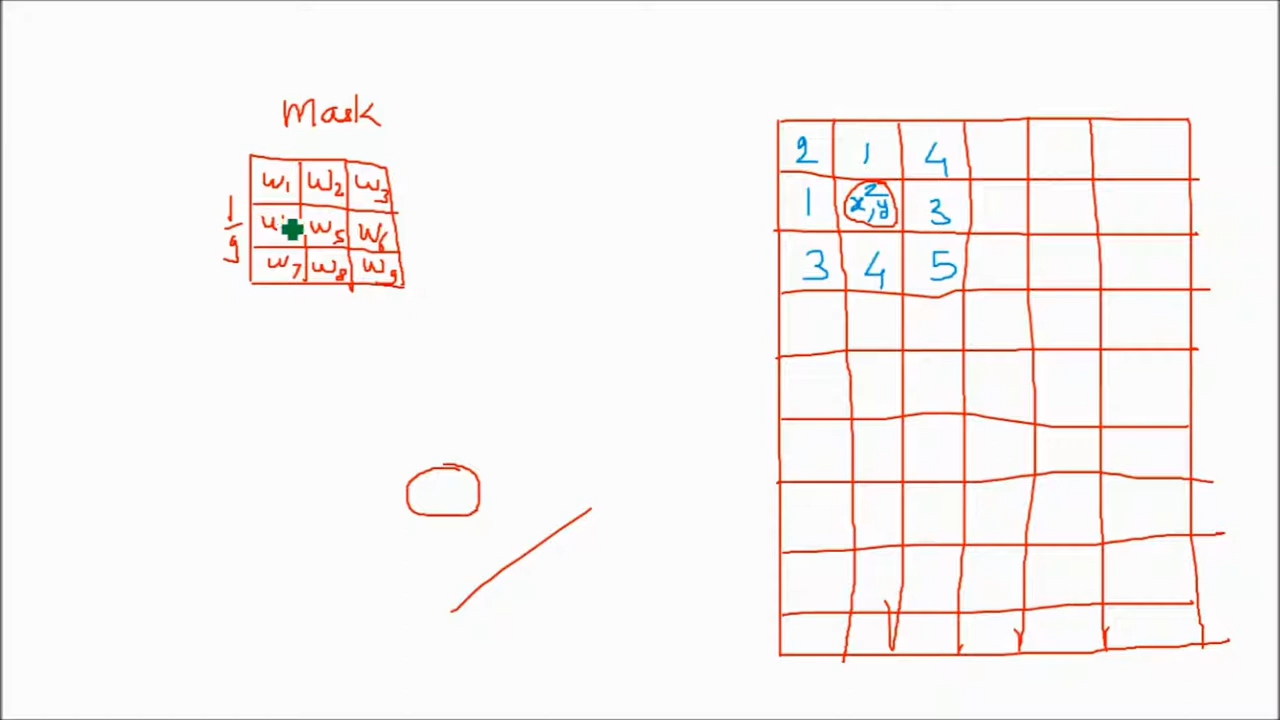 Mask
w1 w2 w3
1/9 w5 w6
w7 w8 w9
2 1 4
1 2 x,y 3
3 4 5